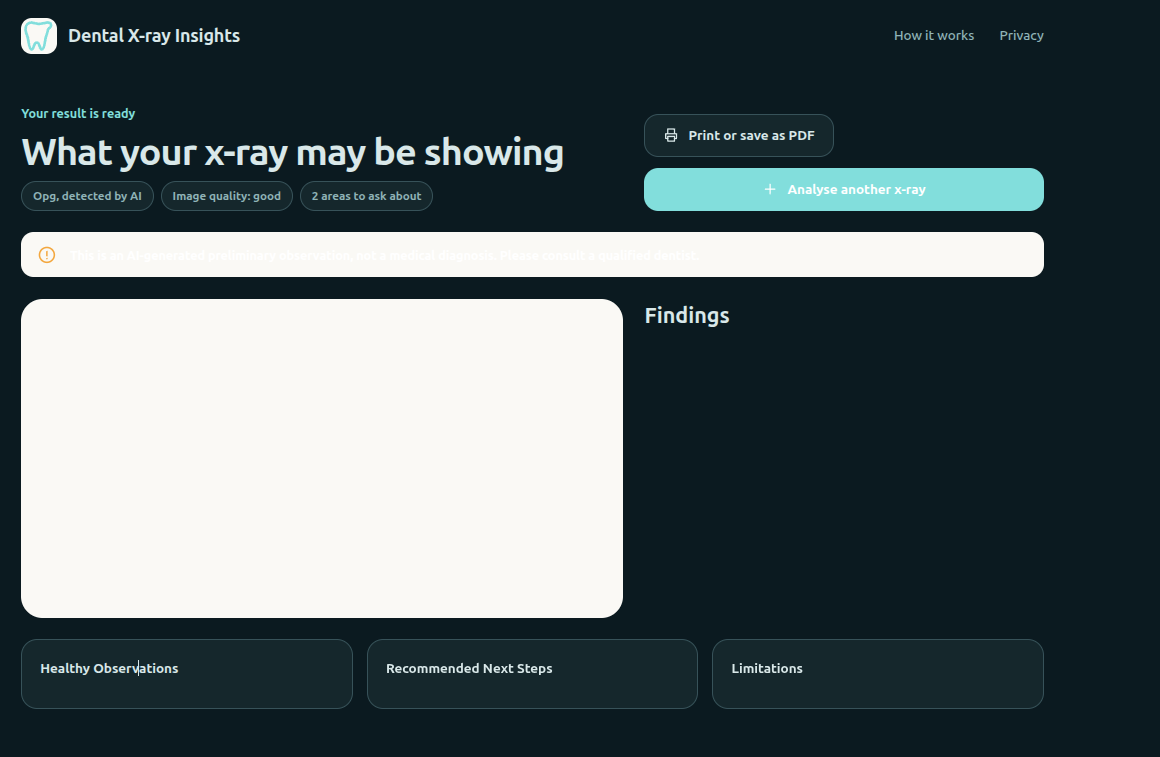 Dental X-ray Insights
How it works
Privacy
Your result is ready
What your x-ray may be showing
Opg, detected by AI
Image quality: good
2 areas to ask about
Print or save as PDF
+ Analyse another x-ray
This is an AI-generated preliminary observation, not a medical diagnosis. Please consult a qualified dentist.
Findings
Healthy Observations
Recommended Next Steps
Limitations